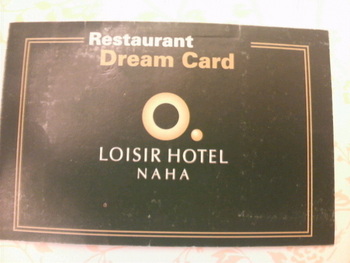 Restaurant
Dream Card
LOISIR HOTEL
NAHA